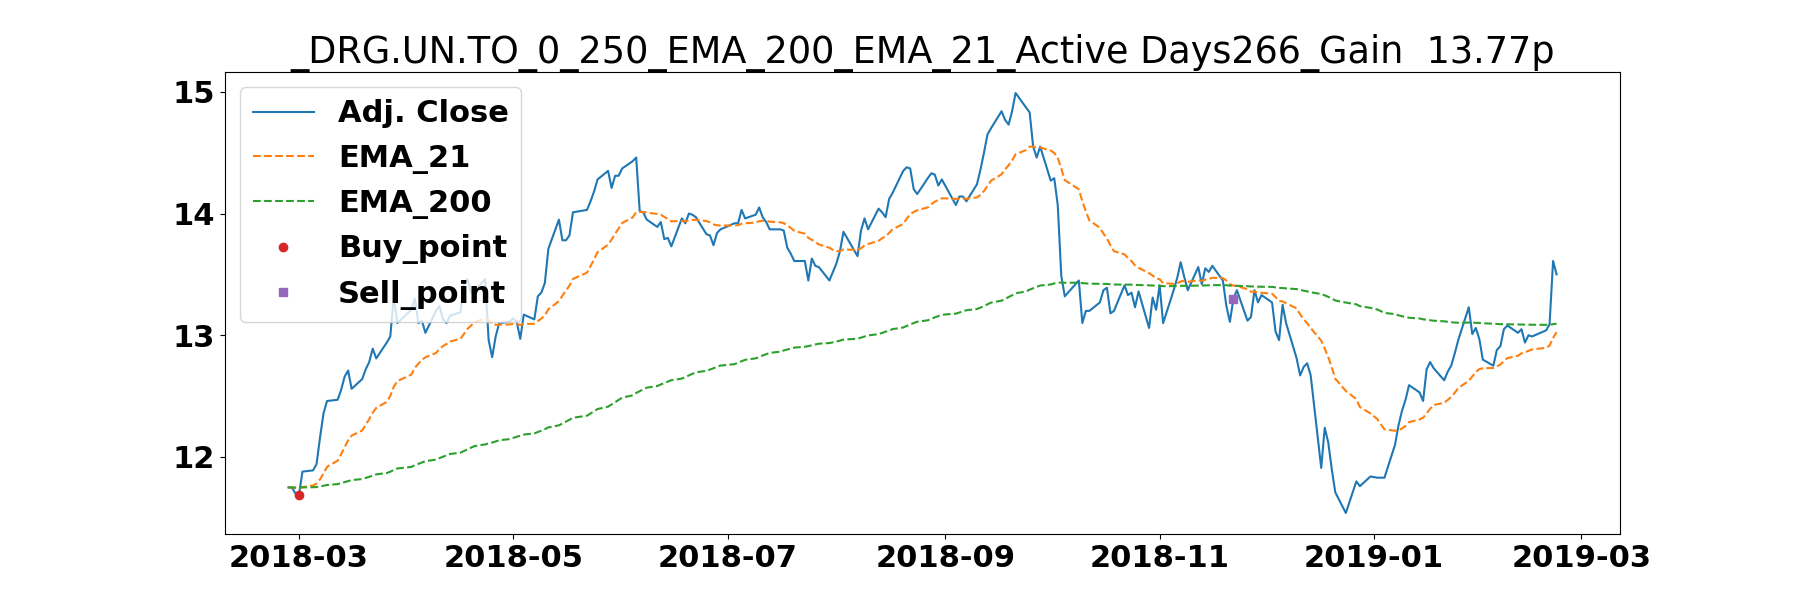 _DRG.UN.TO_0_250_EMA_200_EMA_21_Active Days266_Gain  13.77p
15
14
13
12
Adj. Close
EMA_21
EMA_200
Buy_point
Sell_point
2018-03 2018-05 2018-07 2018-09 2018-11 2019-01 2019-03